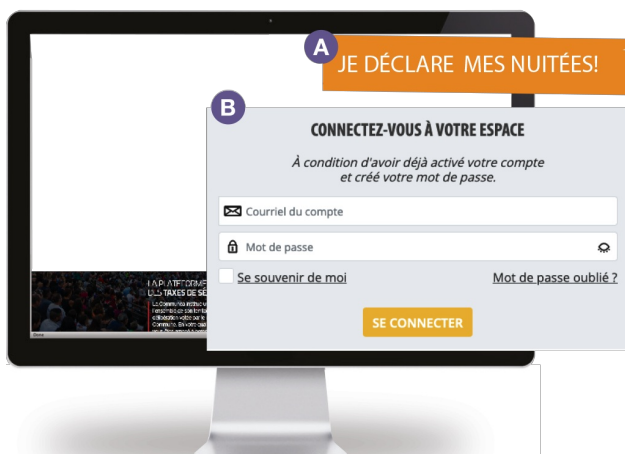 A
JE DÉCLARE MES NUITÉES!
B
CONNECTEZ-VOUS À VOTRE ESPACE
À condition d'avoir déjà activé votre compte
et créé votre mot de passe.
Courriel du compte
Mot de passe
Se souvenir de moi
Mot de passe oublié ?
SE CONNECTER
LA PLATEFORME
DES TAXES DE SÉ